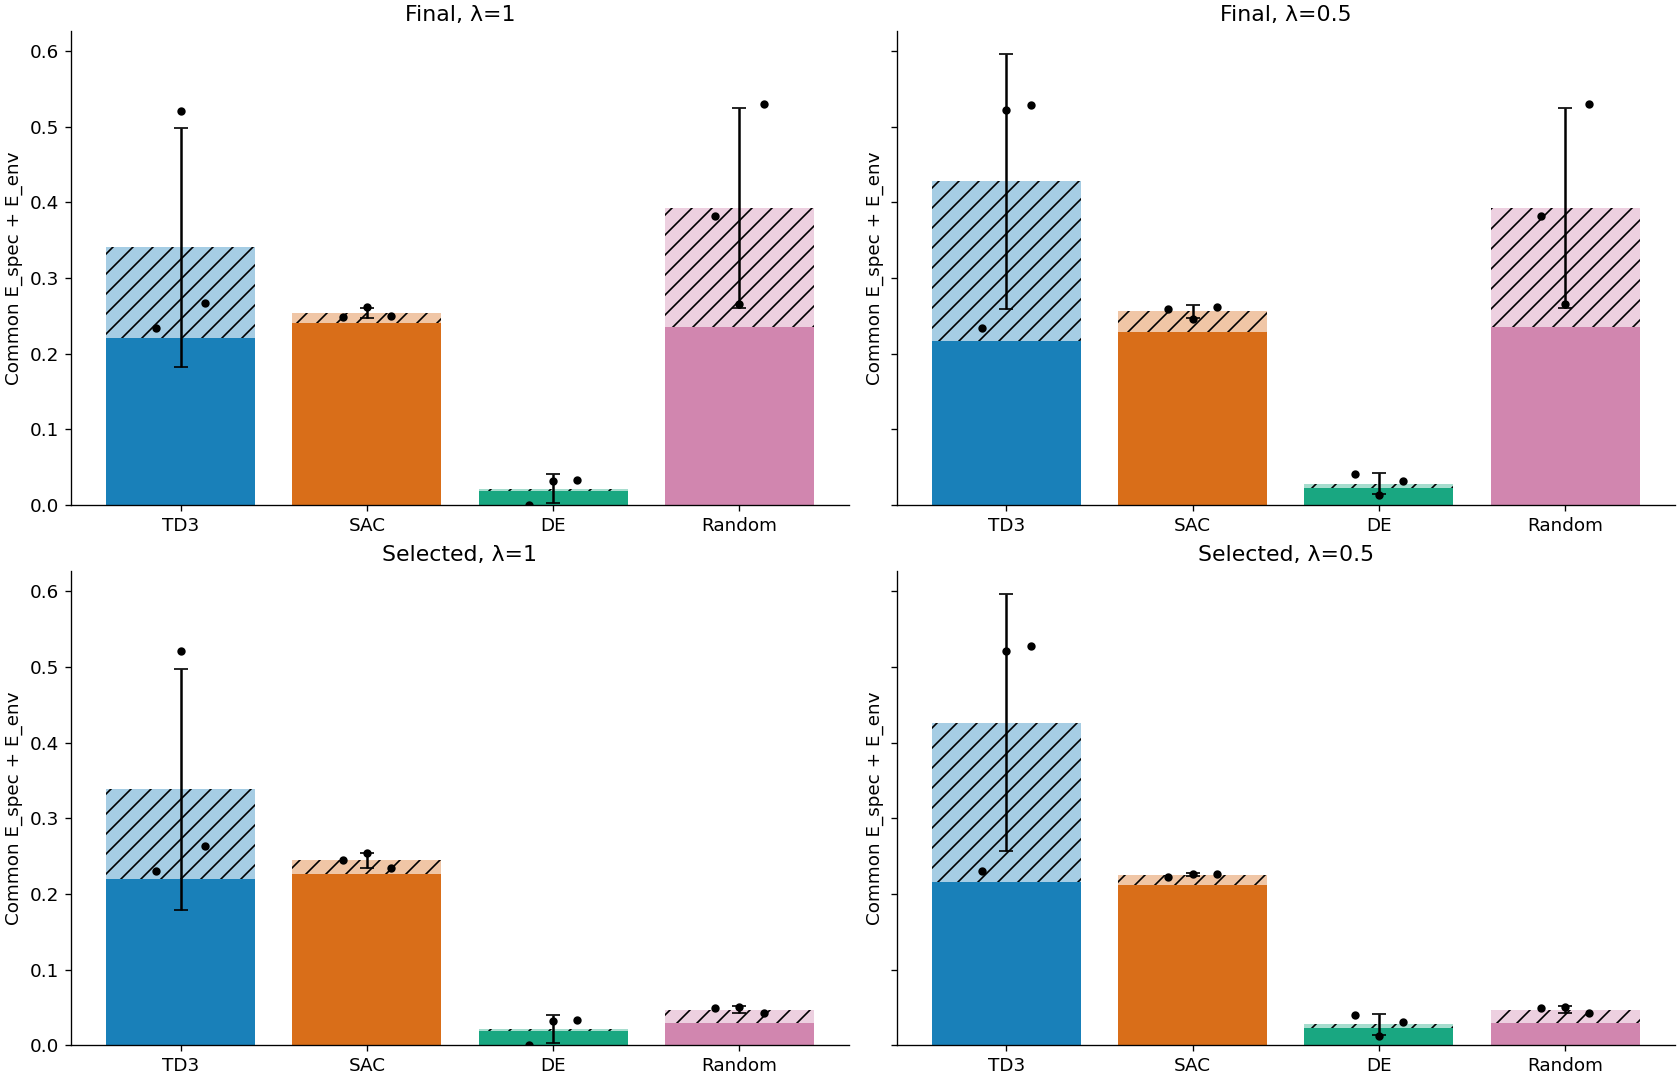 Final, λ=1
Common E_spec + E_env
0.6
0.5
0.4
0.3
0.2
0.1
0.0
TD3 SAC DE Random
Final, λ=0.5
Common E_spec + E_env
TD3 SAC DE Random
Selected, λ=1
Common E_spec + E_env
0.6
0.5
0.4
0.3
0.2
0.1
0.0
TD3 SAC DE Random
Selected, λ=0.5
Common E_spec + E_env
TD3 SAC DE Random